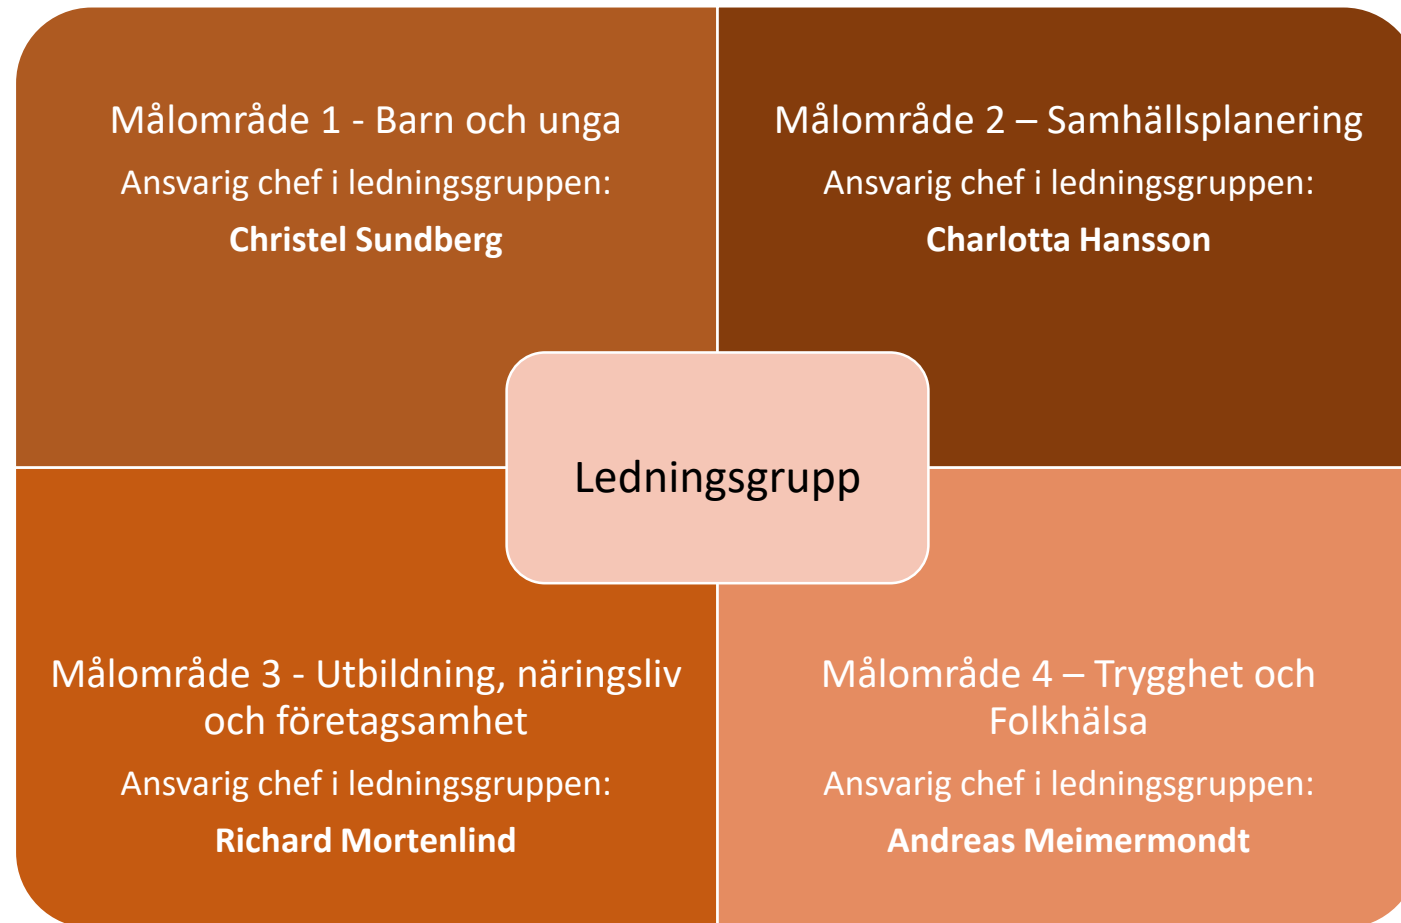 Målområde 1 - Barn och unga
Ansvarig chef i ledningsgruppen:
Christel Sundberg
Målområde 2 – Samhällsplanering
Ansvarig chef i ledningsgruppen:
Charlotta Hansson
Ledningsgrupp
Målområde 3 - Utbildning, näringsliv
och företagsamhet
Ansvarig chef i ledningsgruppen:
Richard Mortenlind
Målområde 4 – Trygghet och
Folkhälsa
Ansvarig chef i ledningsgruppen:
Andreas Meimermondt